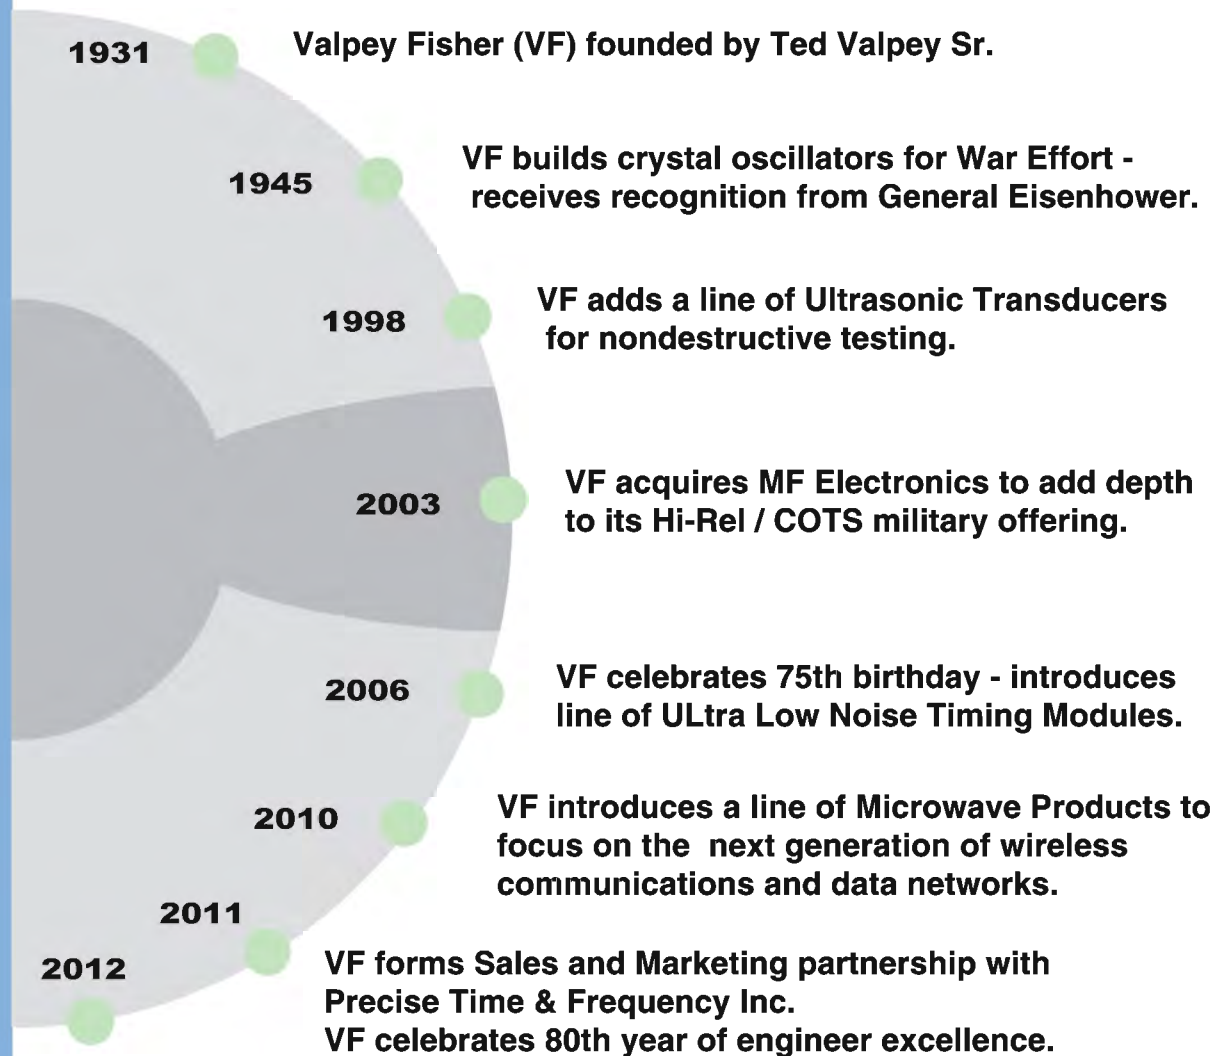 1931
Valpey Fisher (VF) founded by Ted Valpey Sr.
1945
VF builds crystal oscillators for War Effort -
receives recognition from General Eisenhower.
1998
VF adds a line of Ultrasonic Transducers
for nondestructive testing.
2003
VF acquires MF Electronics to add depth
to its Hi-Rel / COTS military offering.
2006
VF celebrates 75th birthday - introduces
line of ULtra Low Noise Timing Modules.
2010
VF introduces a line of Microwave Products to
focus on the next generation of wireless
communications and data networks.
2011
VF forms Sales and Marketing partnership with
Precise Time & Frequency Inc.
2012
VF celebrates 80th year of engineer excellence.